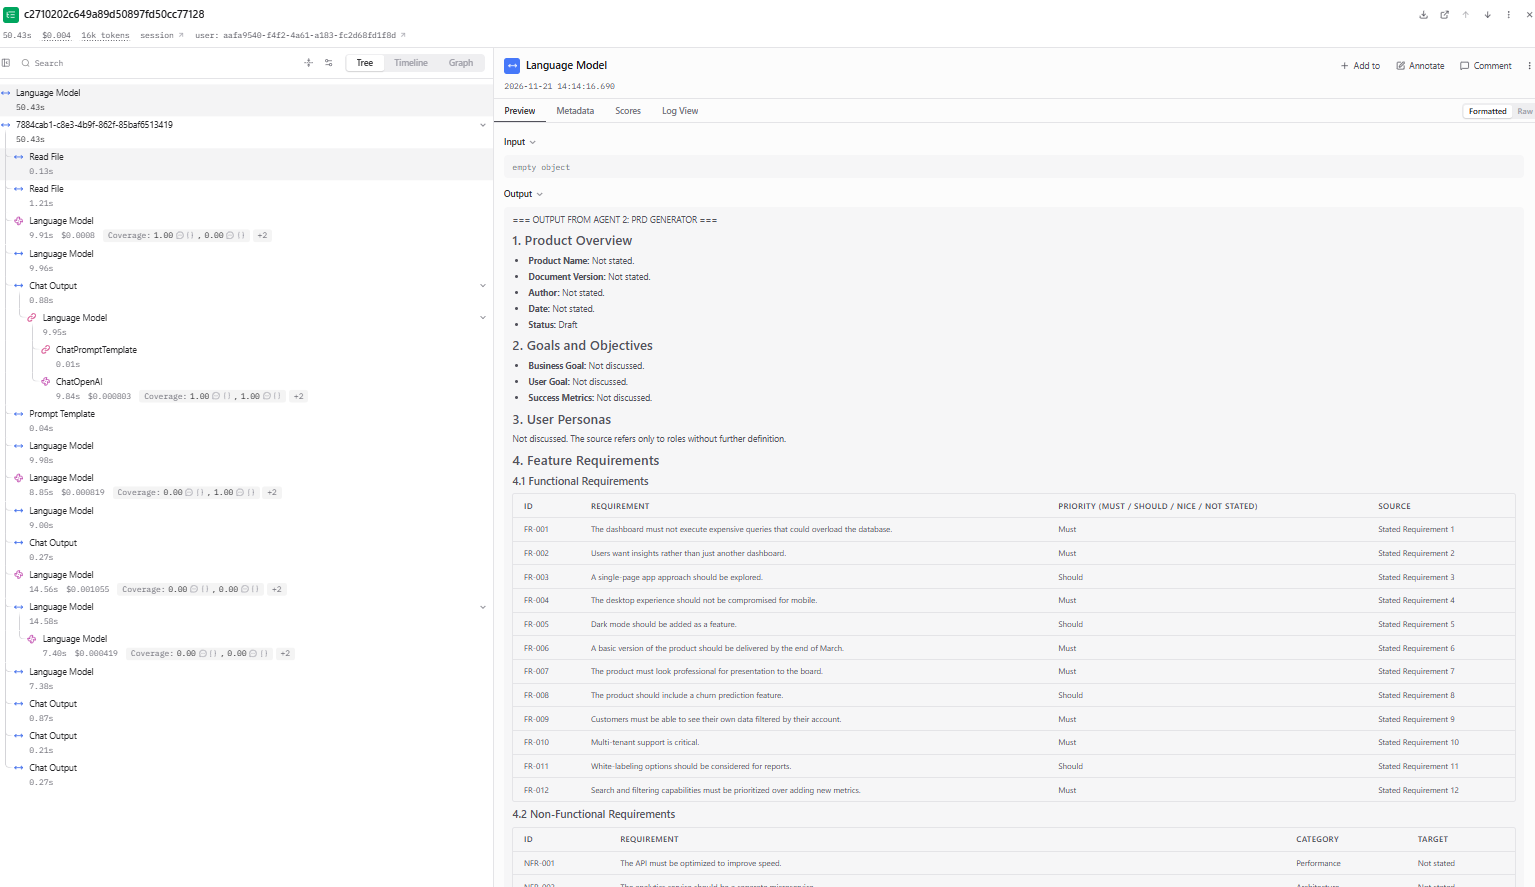 c2710202c649a89d50897fd50cc77128
50.43s $0.004 16k tokens session user: aafa9540-f4f2-4a61-a183-fc2d68fd1f8d
Search
Tree Timeline Graph
Language Model
50.43s
7884cab1-c8e3-4b9f-862f-85baf6513419
50.43s
Read File
0.13s
Read File
1.21s
Language Model
9.91s $0.0008 Coverage: 1.00 , 0.00 +2
Language Model
9.96s
Chat Output
0.88s
Language Model
9.95s
ChatPromptTemplate
0.01s
ChatOpenAI
9.84s $0.000803 Coverage: 1.00 , 1.00 +2
Prompt Template
0.04s
Language Model
9.90s
Language Model
8.85s $0.000819 Coverage: 0.00 , 1.00 +2
Language Model
9.00s
Chat Output
0.27s
Language Model
14.56s $0.001055 Coverage: 0.00 , 0.00 +2
Language Model
14.58s
Language Model
7.40s $0.000419 Coverage: 0.00 , 0.00 +2
Language Model
7.38s
Chat Output
0.87s
Chat Output
0.21s
Chat Output
0.27s
Language Model
Add to Annotate Comment
2026-11-21 14:14:16.690
Preview Metadata Scores Log View
Formatted Raw
Input
empty object
Output
=== OUTPUT FROM AGENT 2: PRD GENERATOR ===
1. Product Overview
• Product Name: Not stated.
• Document Version: Not stated.
• Author: Not stated.
• Date: Not stated.
• Status: Draft
2. Goals and Objectives
• Business Goal: Not discussed.
• User Goal: Not discussed.
• Success Metrics: Not discussed.
3. User Personas
Not discussed. The source refers only to roles without further definition.
4. Feature Requirements
4.1 Functional Requirements
ID REQUIREMENT PRIORITY (MUST / SHOULD / NICE / NOT STATED) SOURCE
FR-001 The dashboard must not execute expensive queries that could overload the database. Must Stated Requirement 1
FR-002 Users want insights rather than just another dashboard. Must Stated Requirement 2
FR-003 A single-page app approach should be explored. Should Stated Requirement 3
FR-004 The desktop experience should not be compromised for mobile. Must Stated Requirement 4
FR-005 Dark mode should be added as a feature. Should Stated Requirement 5
FR-006 A basic version of the product should be delivered by the end of March. Must Stated Requirement 6
FR-007 The product must look professional for presentation to the board. Must Stated Requirement 7
FR-008 The product should include a churn prediction feature. Should Stated Requirement 8
FR-009 Customers must be able to see their own data filtered by their account. Must Stated Requirement 9
FR-010 Multi-tenant support is critical. Must Stated Requirement 10
FR-011 White-labeling options should be considered for reports. Should Stated Requirement 11
FR-012 Search and filtering capabilities must be prioritized over adding new metrics. Must Stated Requirement 12
4.2 Non-Functional Requirements
ID REQUIREMENT CATEGORY TARGET
NFR-001 The API must be optimized to improve speed. Performance Not stated
NFR-002 The analytics service should be a separate microservice. Architecture Not stated